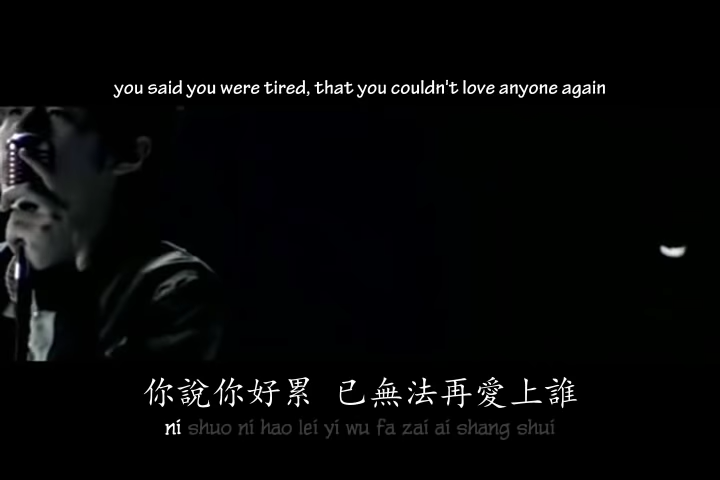 you said you were tired, that you couldn't love anyone again
你說你好累 已無法再愛上誰
ni shuo ni hao lei yi wu fa zai ai shang shui